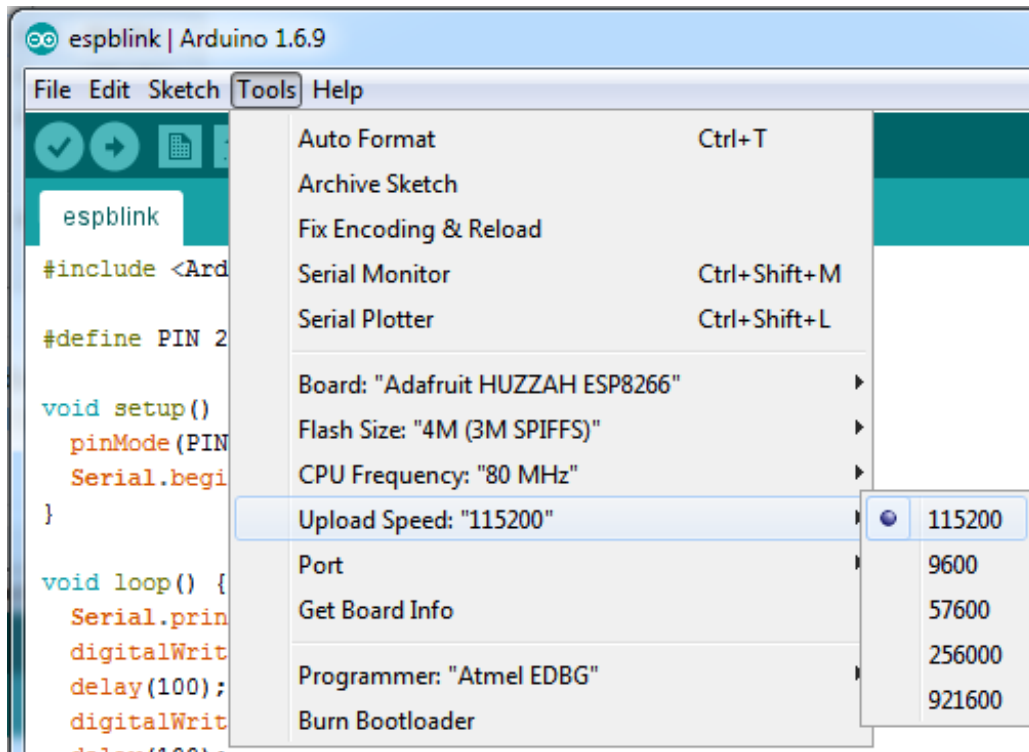 espblink | Arduino 1.6.9
File Edit Sketch Tools Help
Auto Format Ctrl+T
Archive Sketch
Fix Encoding & Reload
Serial Monitor Ctrl+Shift+M
Serial Plotter Ctrl+Shift+L
Board: "Adafruit HUZZAH ESP8266"
Flash Size: "4M (3M SPIFFS)"
CPU Frequency: "80 MHz"
Upload Speed: "115200"
Port
Get Board Info
Programmer: "Atmel EDBG"
Burn Bootloader
115200
9600
57600
256000
921600
espblink
#include <Ard
#define PIN 2
void setup()
pinMode(PIN
Serial.begi
}
void loop() {
Serial.prin
digitalWrit
delay(100);
digitalWrit
delay(100);